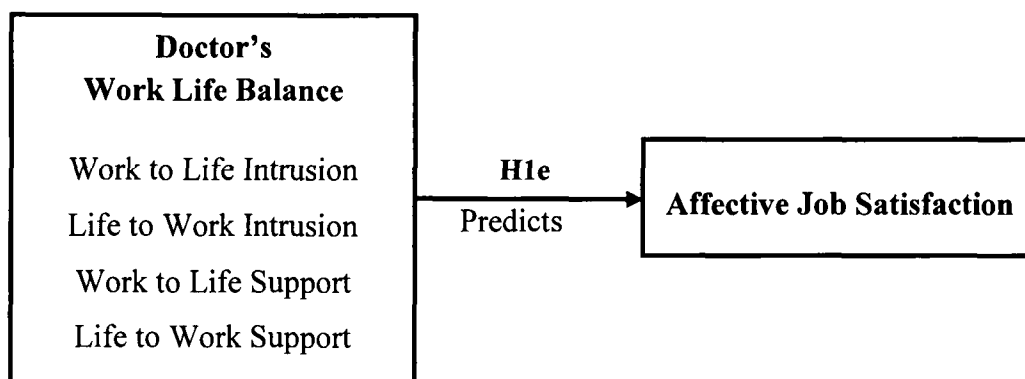 Doctor's
Work Life Balance
Work to Life Intrusion
Life to Work Intrusion
Work to Life Support
Life to Work Support
H1e
Predicts
Affective Job Satisfaction